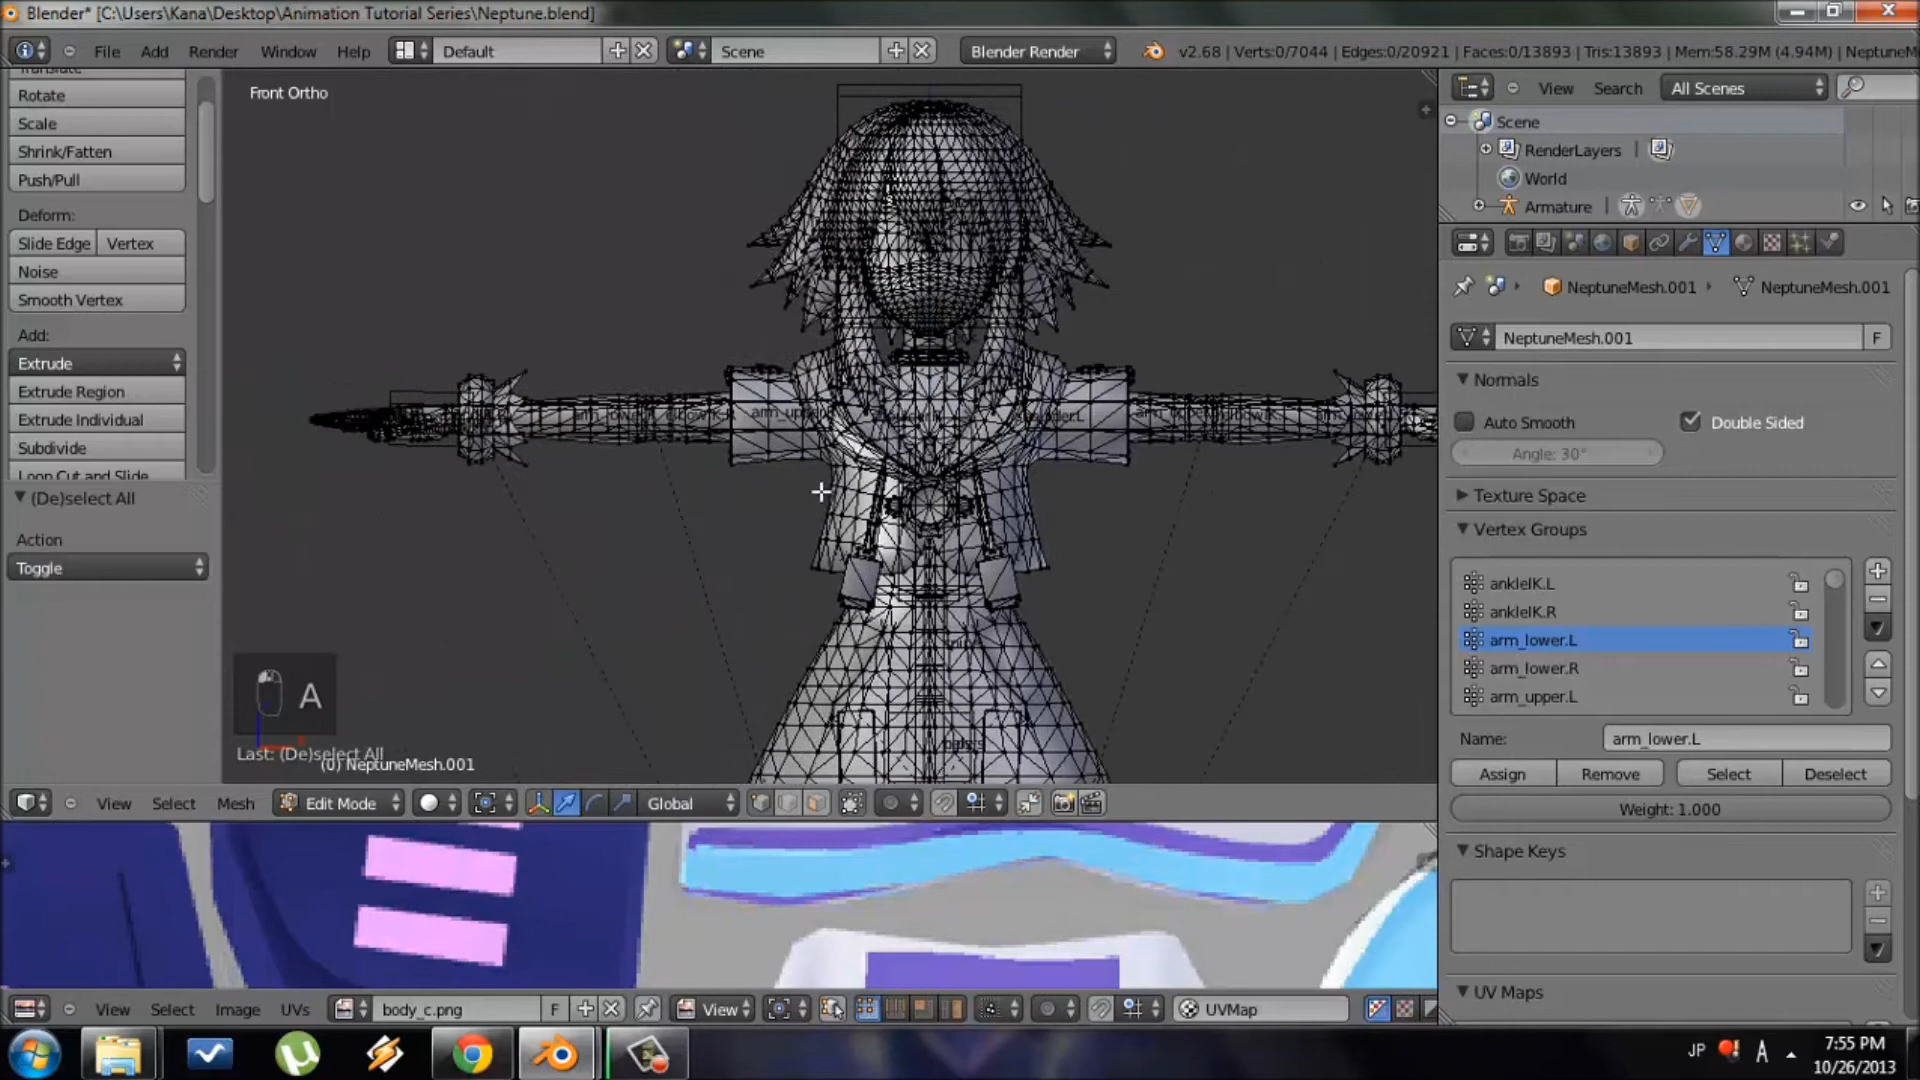 Blender* [C:\Users\Kana\Desktop\Animation Tutorial Series\Neptune.blend]
File Add Render Window Help Default Scene Blender Render v2.68 | Verts:0/7044 | Edges:0/20921 | Faces:0/13893 | Tris:13893 | Mem:58.29M (4.94M) | NeptuneM
Translate
Rotate
Scale
Shrink/Fatten
Push/Pull
Deform:
Slide Edge Vertex
Noise
Smooth Vertex
Add:
Extrude
Extrude Region
Extrude Individual
Subdivide
Loop Cut and Slide
(De)select All
Action
Toggle
Front Ortho
A
Last: (De)select All
(0) NeptuneMesh.001
View Select Mesh Edit Mode Global
View Select Image UVs body_c.png F View UVMap
View Search All Scenes
Scene
RenderLayers
World
Armature
NeptuneMesh.001 NeptuneMesh.001
NeptuneMesh.001 F
Normals
Auto Smooth Double Sided
Angle: 30°
Texture Space
Vertex Groups
ankleIK.L
ankleIK.R
arm_lower.L
arm_lower.R
arm_upper.L
Name: arm_lower.L
Assign Remove Select Deselect
Weight: 1.000
Shape Keys
UV Maps
JP A 7:55 PM
10/26/2013